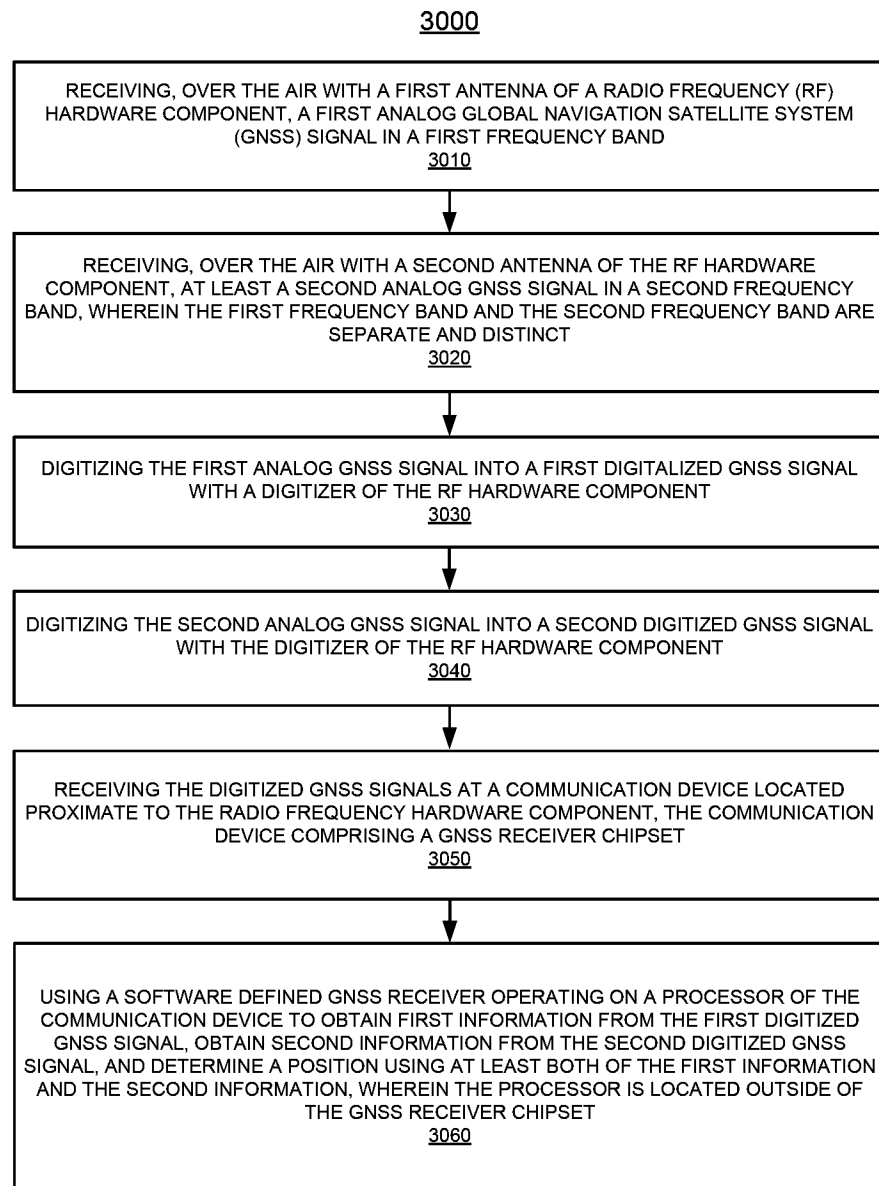 3000
RECEIVING, OVER THE AIR WITH A FIRST ANTENNA OF A RADIO FREQUENCY (RF)
HARDWARE COMPONENT, A FIRST ANALOG GLOBAL NAVIGATION SATELLITE SYSTEM
(GNSS) SIGNAL IN A FIRST FREQUENCY BAND
3010
RECEIVING, OVER THE AIR WITH A SECOND ANTENNA OF THE RF HARDWARE
COMPONENT, AT LEAST A SECOND ANALOG GNSS SIGNAL IN A SECOND FREQUENCY
BAND, WHEREIN THE FIRST FREQUENCY BAND AND THE SECOND FREQUENCY BAND ARE
SEPARATE AND DISTINCT
3020
DIGITIZING THE FIRST ANALOG GNSS SIGNAL INTO A FIRST DIGITALIZED GNSS SIGNAL
WITH A DIGITIZER OF THE RF HARDWARE COMPONENT
3030
DIGITIZING THE SECOND ANALOG GNSS SIGNAL INTO A SECOND DIGITIZED GNSS SIGNAL
WITH THE DIGITIZER OF THE RF HARDWARE COMPONENT
3040
RECEIVING THE DIGITIZED GNSS SIGNALS AT A COMMUNICATION DEVICE LOCATED
PROXIMATE TO THE RADIO FREQUENCY HARDWARE COMPONENT, THE COMMUNICATION
DEVICE COMPRISING A GNSS RECEIVER CHIPSET
3050
USING A SOFTWARE DEFINED GNSS RECEIVER OPERATING ON A PROCESSOR OF THE
COMMUNICATION DEVICE TO OBTAIN FIRST INFORMATION FROM THE FIRST DIGITIZED
GNSS SIGNAL, OBTAIN SECOND INFORMATION FROM THE SECOND DIGITIZED GNSS
SIGNAL, AND DETERMINE A POSITION USING AT LEAST BOTH OF THE FIRST INFORMATION
AND THE SECOND INFORMATION, WHEREIN THE PROCESSOR IS LOCATED OUTSIDE OF
THE GNSS RECEIVER CHIPSET
3060